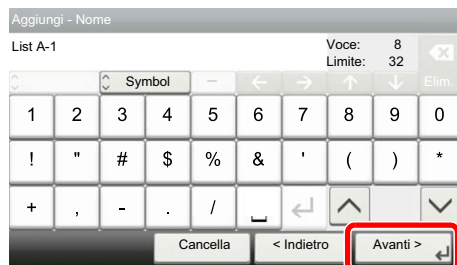 Aggiungi - Nome
List A-1 Voce: 8
Limite: 32
Symbol Elim.
1 2 3 4 5 6 7 8 9 0
! " # $ % & ' ( ) *
+ , - . /
Cancella < Indietro Avanti >